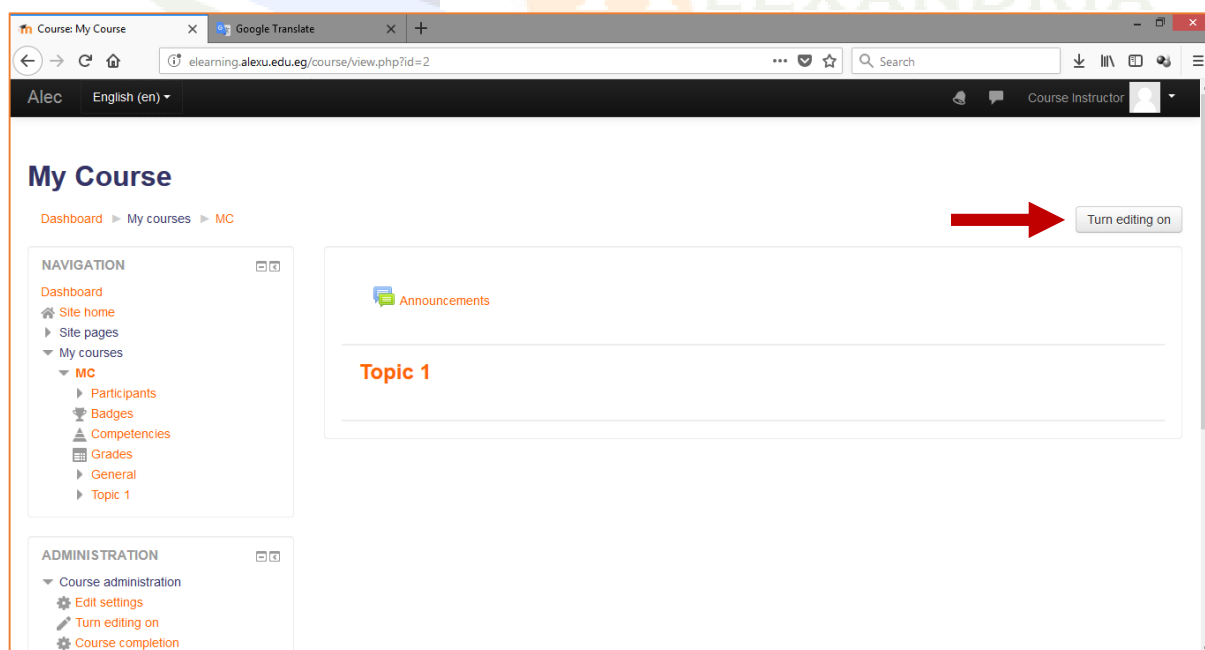 ALEXANDRIA
Course: My Course
Google Translate
elearning.alexu.edu.eg/course/view.php?id=2
Search
Alec English (en)
Course Instructor
My Course
Dashboard My courses MC
Turn editing on
NAVIGATION
Dashboard
Site home
Site pages
My courses
MC
Participants
Badges
Competencies
Grades
General
Topic 1
Announcements
Topic 1
ADMINISTRATION
Course administration
Edit settings
Turn editing on
Course completion